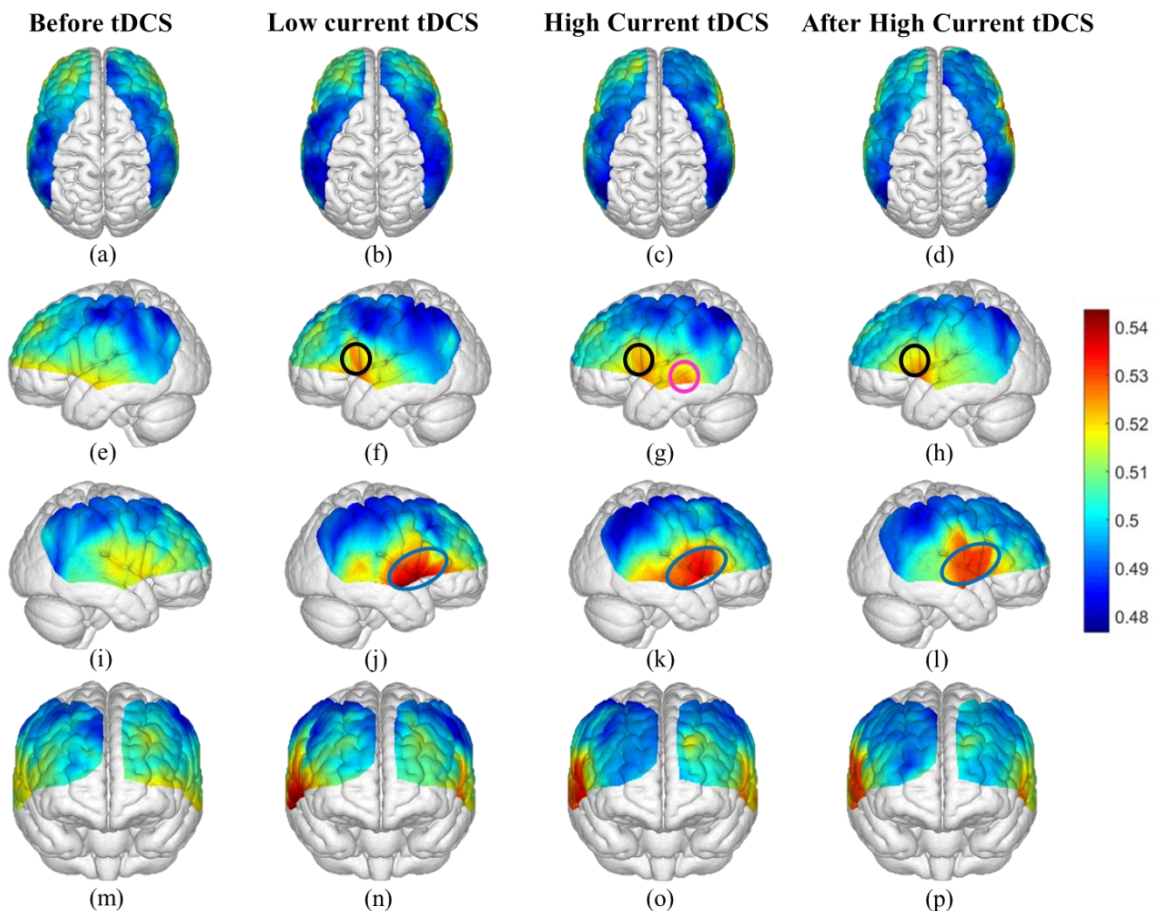 Before tDCS Low current tDCS High Current tDCS After High Current tDCS
(a) (b) (c) (d)
(e) (f) (g) (h)
0.54
0.53
0.52
0.51
0.5
0.49
0.48
(i) (j) (k) (l)
(m) (n) (o) (p)